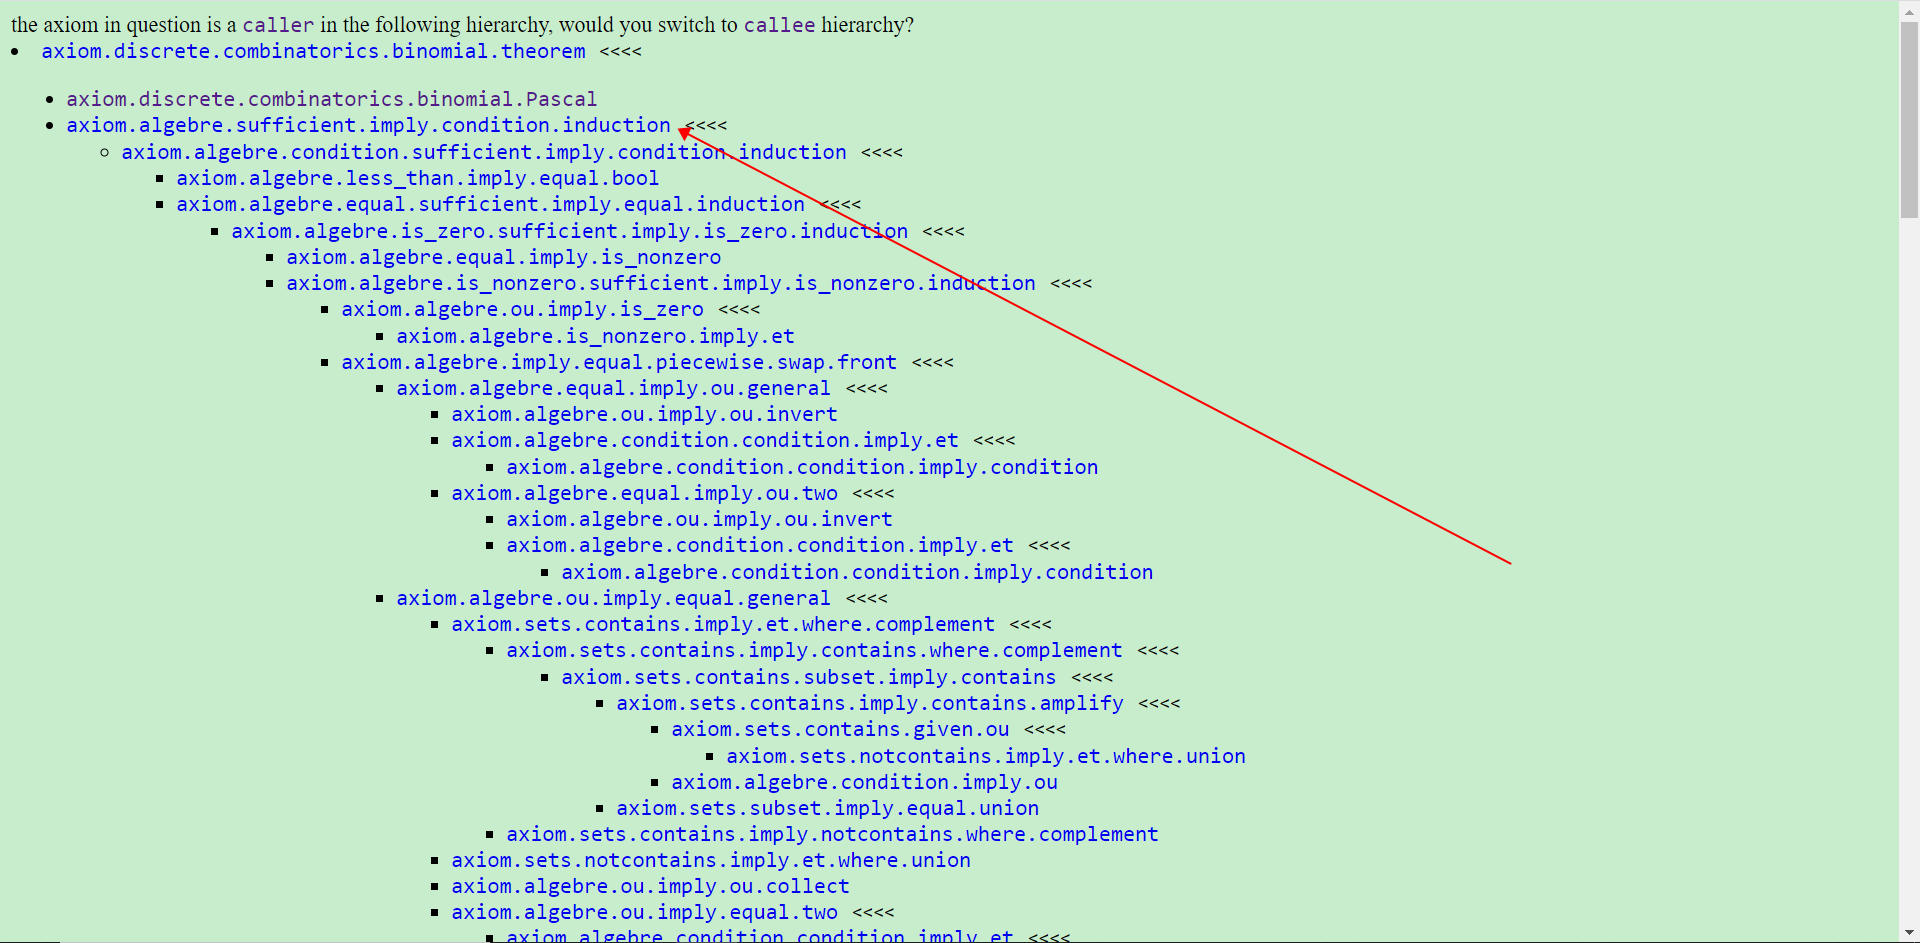 the axiom in question is a caller in the following hierarchy, would you switch to callee hierarchy?
axiom.discrete.combinatorics.binomial.theorem <<<<
axiom.discrete.combinatorics.binomial.Pascal
axiom.algebre.sufficient.imply.condition.induction <<<<
axiom.algebre.condition.sufficient.imply.condition.induction <<<<
axiom.algebre.less_than.imply.equal.bool
axiom.algebre.equal.sufficient.imply.equal.induction <<<<
axiom.algebre.is_zero.sufficient.imply.is_zero.induction <<<<
axiom.algebre.equal.imply.is_nonzero
axiom.algebre.is_nonzero.sufficient.imply.is_nonzero.induction <<<<
axiom.algebre.ou.imply.is_zero <<<<
axiom.algebre.is_nonzero.imply.et
axiom.algebre.imply.equal.piecewise.swap.front <<<<
axiom.algebre.equal.imply.ou.general <<<<
axiom.algebre.ou.imply.ou.invert
axiom.algebre.condition.condition.imply.et <<<<
axiom.algebre.condition.condition.imply.condition
axiom.algebre.equal.imply.ou.two <<<<
axiom.algebre.ou.imply.ou.invert
axiom.algebre.condition.condition.imply.et <<<<
axiom.algebre.condition.condition.imply.condition
axiom.algebre.ou.imply.equal.general <<<<
axiom.sets.contains.imply.et.where.complement <<<<
axiom.sets.contains.imply.contains.where.complement <<<<
axiom.sets.contains.subset.imply.contains <<<<
axiom.sets.contains.imply.contains.amplify <<<<
axiom.sets.contains.given.ou <<<<
axiom.sets.notcontains.imply.et.where.union
axiom.algebre.condition.imply.ou
axiom.sets.subset.imply.equal.union
axiom.sets.contains.imply.notcontains.where.complement
axiom.sets.notcontains.imply.et.where.union
axiom.algebre.ou.imply.ou.collect
axiom.algebre.ou.imply.equal.two <<<<
axiom.algebre.condition.condition.imply.et <<<<